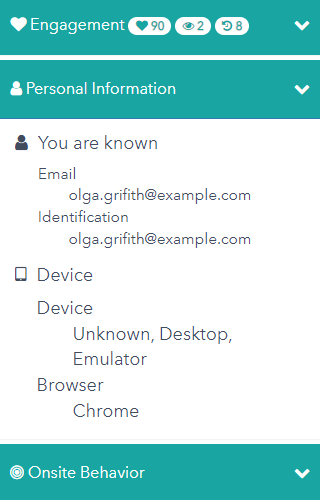 Engagement 90 2 8
Personal Information
You are known
Email
olga.grifith@example.com
Identification
olga.grifith@example.com
Device
Device
Unknown, Desktop,
Emulator
Browser
Chrome
Onsite Behavior